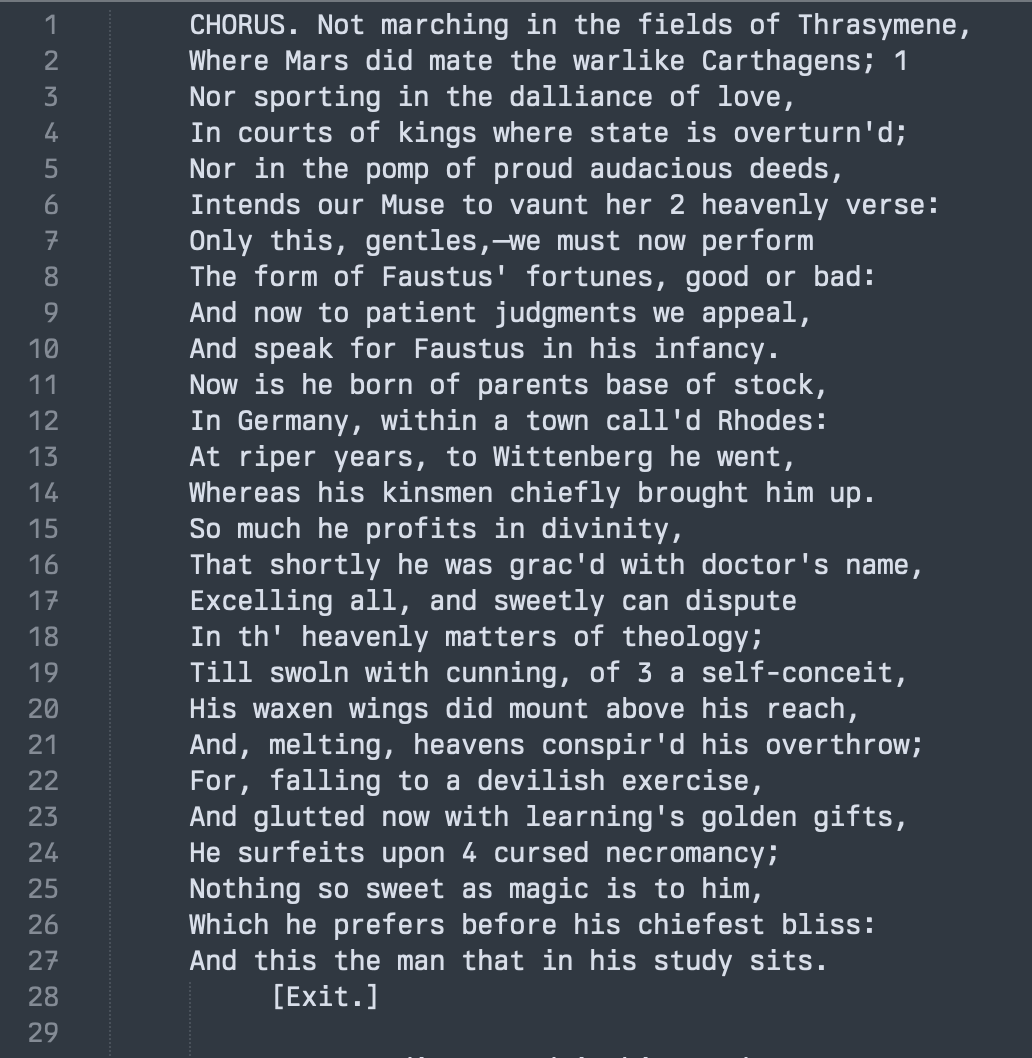 1 CHORUS. Not marching in the fields of Thrasymene,
2 Where Mars did mate the warlike Carthagens; 1
3 Nor sporting in the dalliance of love,
4 In courts of kings where state is overturn'd;
5 Nor in the pomp of proud audacious deeds,
6 Intends our Muse to vaunt her 2 heavenly verse:
7 Only this, gentles,—we must now perform
8 The form of Faustus' fortunes, good or bad:
9 And now to patient judgments we appeal,
10 And speak for Faustus in his infancy.
11 Now is he born of parents base of stock,
12 In Germany, within a town call'd Rhodes:
13 At riper years, to Wittenberg he went,
14 Whereas his kinsmen chiefly brought him up.
15 So much he profits in divinity,
16 That shortly he was grac'd with doctor's name,
17 Excelling all, and sweetly can dispute
18 In th' heavenly matters of theology;
19 Till swoln with cunning, of 3 a self-conceit,
20 His waxen wings did mount above his reach,
21 And, melting, heavens conspir'd his overthrow;
22 For, falling to a devilish exercise,
23 And glutted now with learning's golden gifts,
24 He surfeits upon 4 cursed necromancy;
25 Nothing so sweet as magic is to him,
26 Which he prefers before his chiefest bliss:
27 And this the man that in his study sits.
28 [Exit.]
29